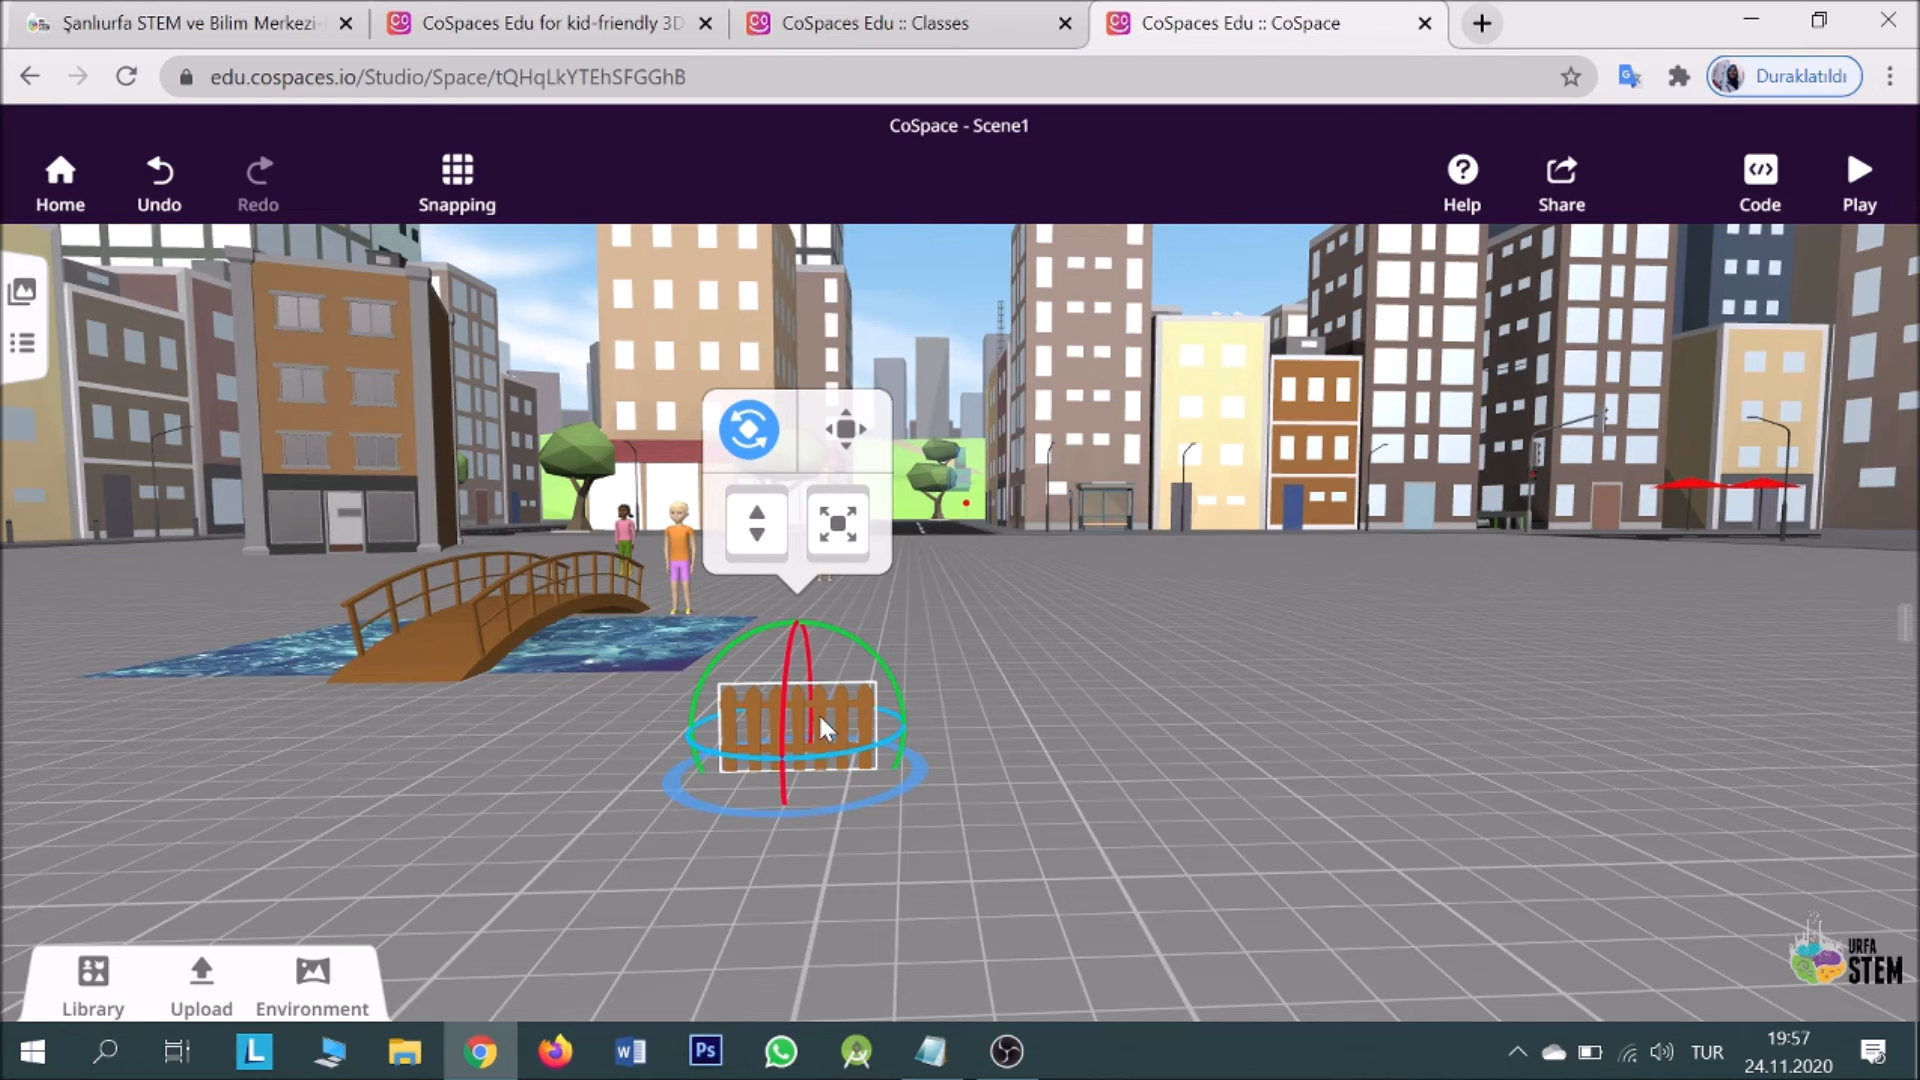 Şanlıurfa STEM ve Bilim Merkezi-
CoSpaces Edu for kid-friendly 3D
CoSpaces Edu :: Classes
CoSpaces Edu :: CoSpace
edu.cospaces.io/Studio/Space/tQHqLkYTEhSFGGhB
Duraklatıldı
CoSpace - Scene1
Home
Undo
Redo
Snapping
Help
Share
Code
Play
Library
Upload
Environment
URFA
STEM
L
W
Ps
TUR
19:57
24.11.2020